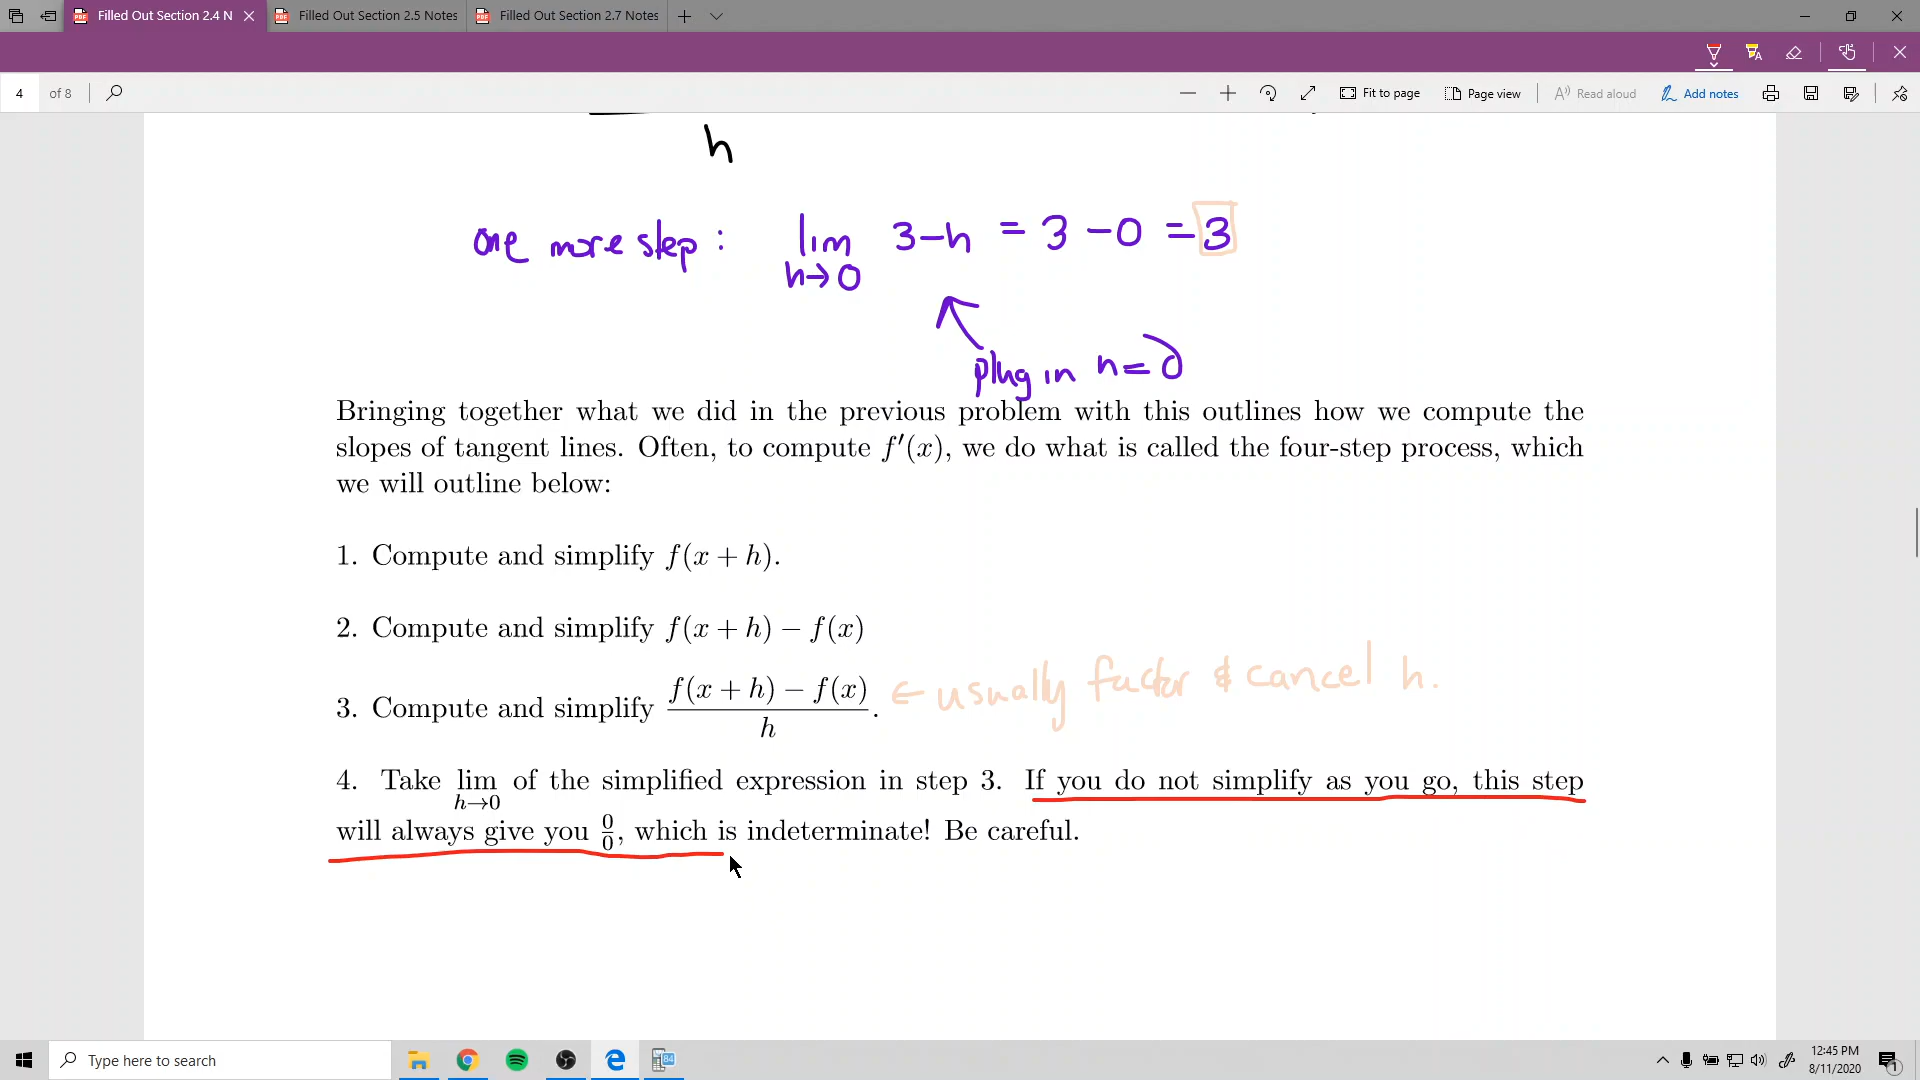 Filled Out Section 2.4 N
Filled Out Section 2.5 Notes
Filled Out Section 2.7 Notes
4 of 8
Fit to page
Page view
Read aloud
Add notes
h
one more step : lim 3-h = 3 - 0 = 3
h→0
plug in h=0
Bringing together what we did in the previous problem with this outlines how we compute the
slopes of tangent lines. Often, to compute f′(x), we do what is called the four-step process, which
we will outline below:
1. Compute and simplify f(x + h).
2. Compute and simplify f(x + h) − f(x)
3. Compute and simplify f(x + h) − f(x) / h. ← usually factor & cancel h.
4. Take lim h→0 of the simplified expression in step 3. If you do not simplify as you go, this step
will always give you 0/0, which is indeterminate! Be careful.
Type here to search
84
12:45 PM
8/11/2020
1